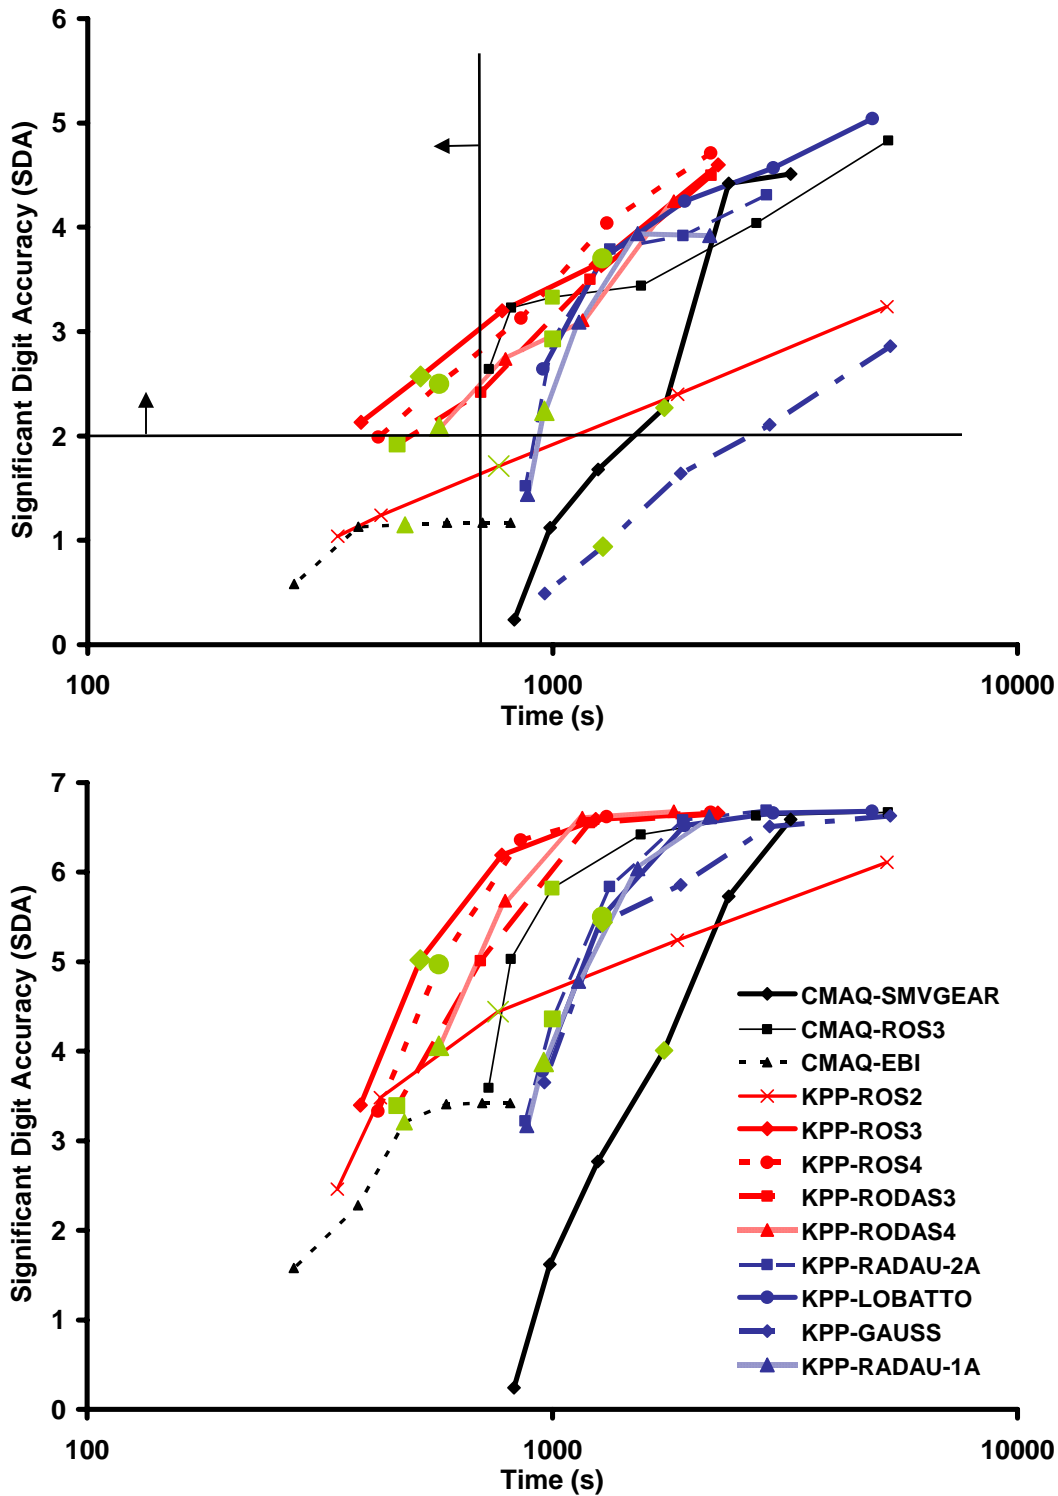 6
5
4
3
2
1
0
Significant Digit Accuracy (SDA)
100
1000
10000
Time (s)
7
6
5
4
3
2
1
0
Significant Digit Accuracy (SDA)
CMAQ-SMVGEAR
CMAQ-ROS3
CMAQ-EBI
KPP-ROS2
KPP-ROS3
KPP-ROS4
KPP-RODAS3
KPP-RODAS4
KPP-RADAU-2A
KPP-LOBATTO
KPP-GAUSS
KPP-RADAU-1A
100
1000
10000
Time (s)